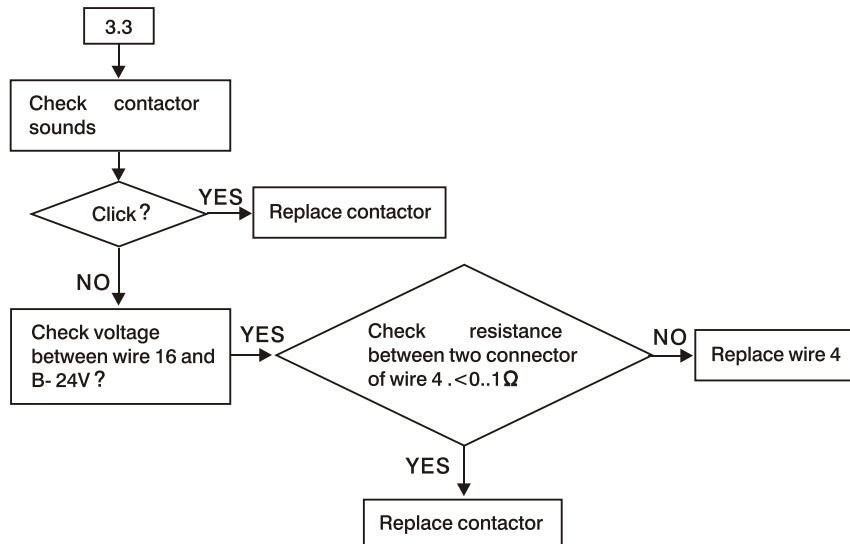 3.3
Check contactor
sounds
Click?
YES
Replace contactor
NO
Check voltage
between wire 16 and
B- 24V?
YES
Check resistance
between two connector
of wire 4 .<0..1Ω
NO
Replace wire 4
YES
Replace contactor